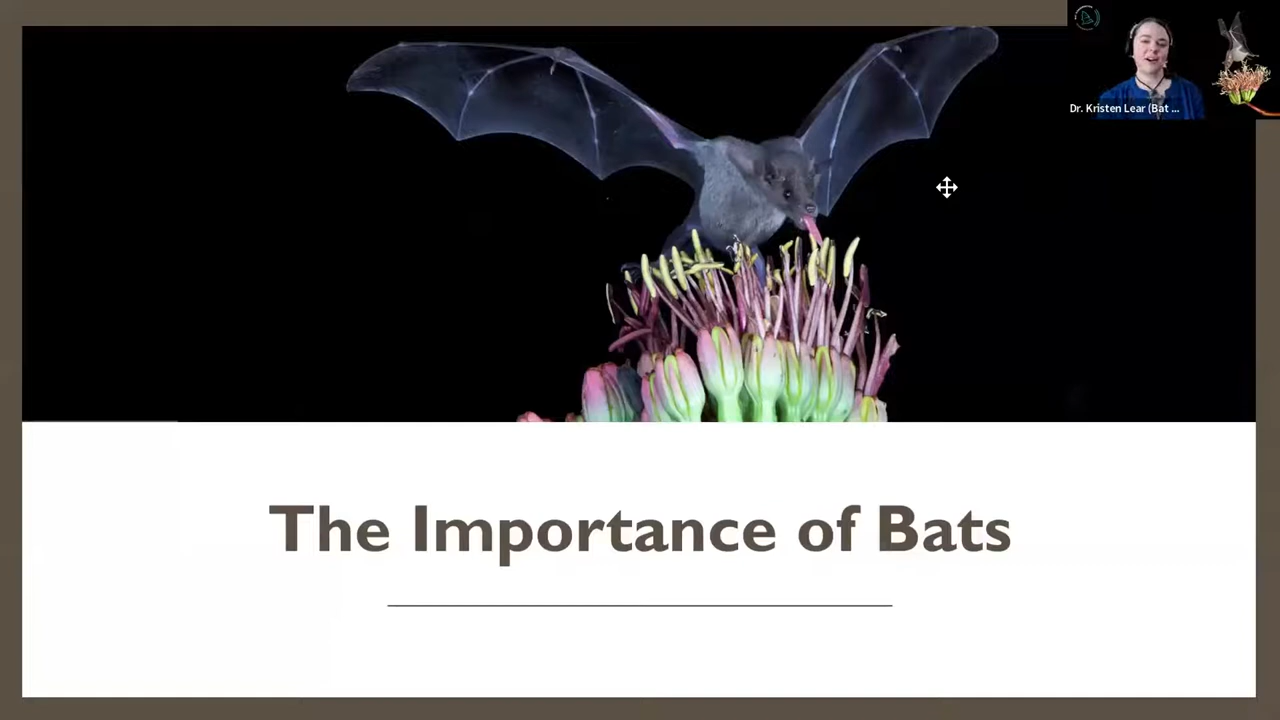 Dr. Kristen Lear (Bat ...
The Importance of Bats